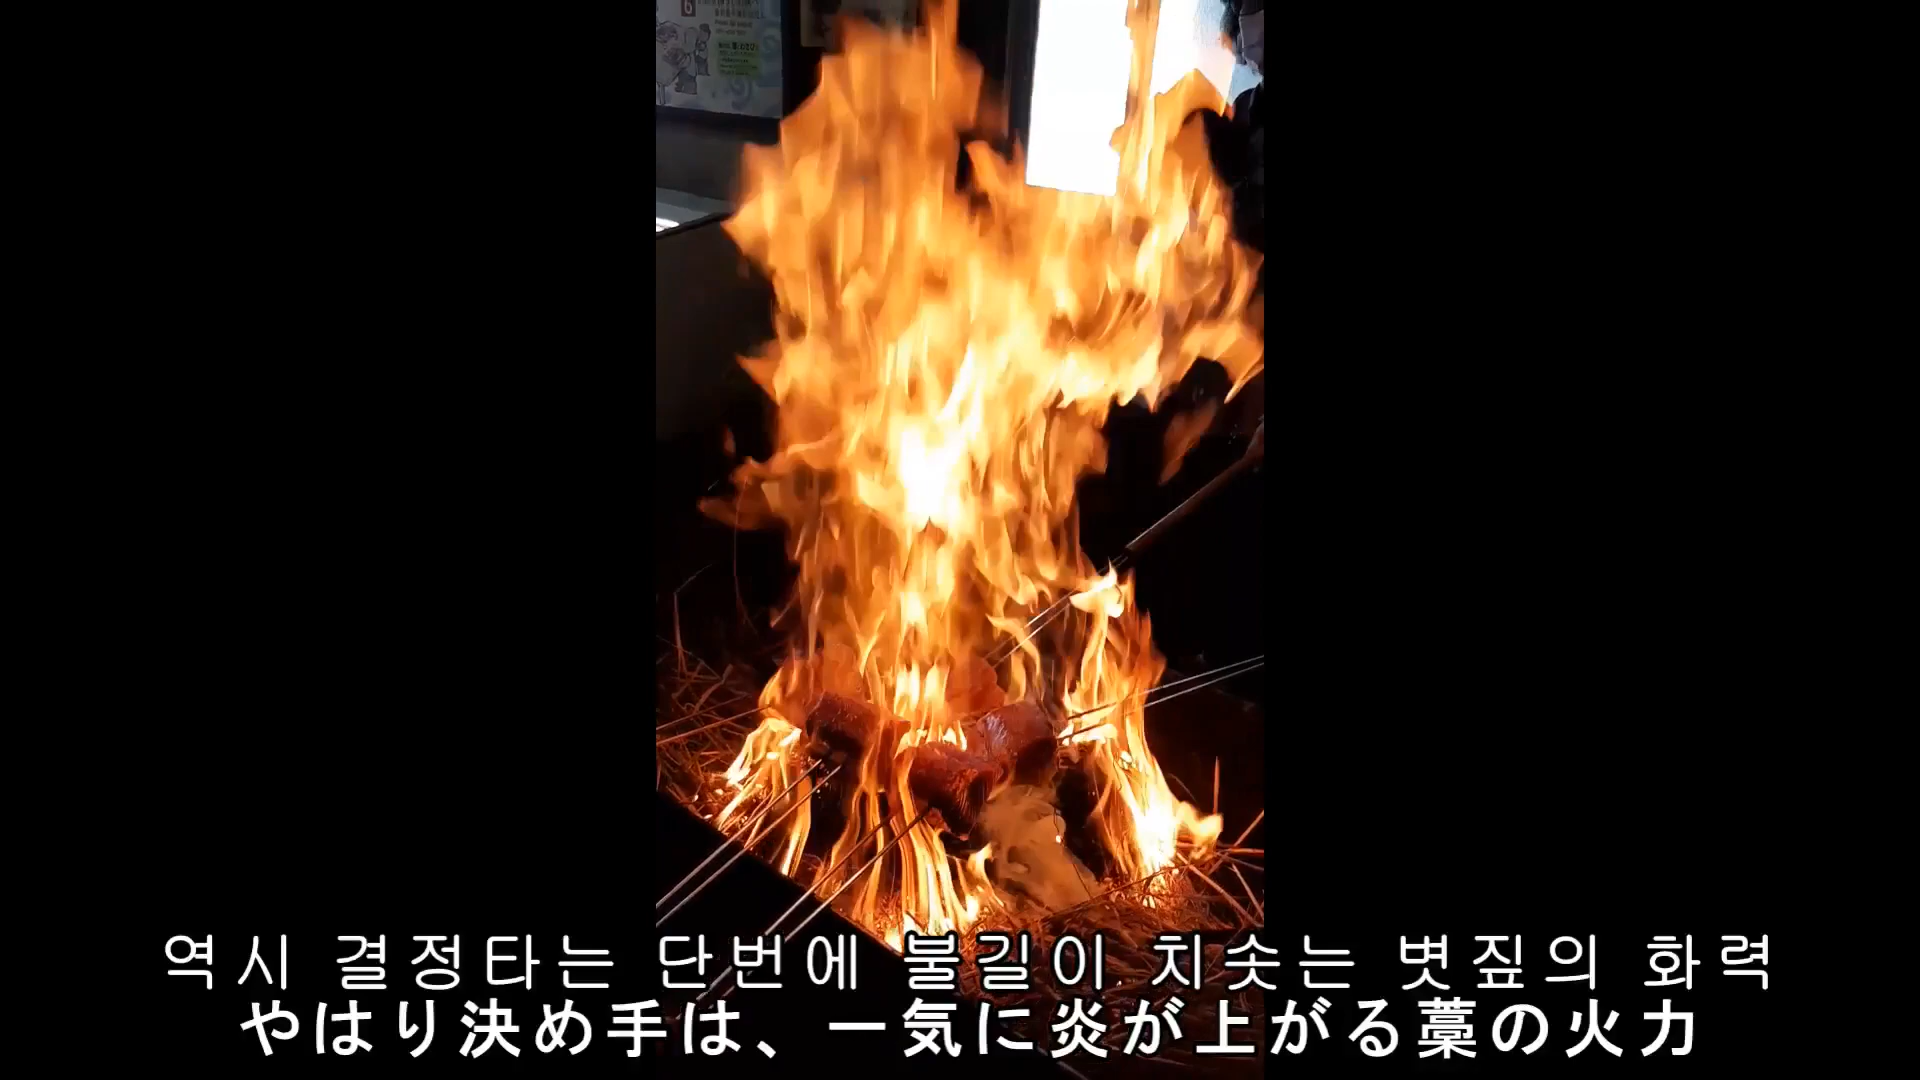 6
역시 결정타는 단번에 불길이 치솟는 볏짚의 화력
やはり決め手は、一気に炎が上がる藁の火力